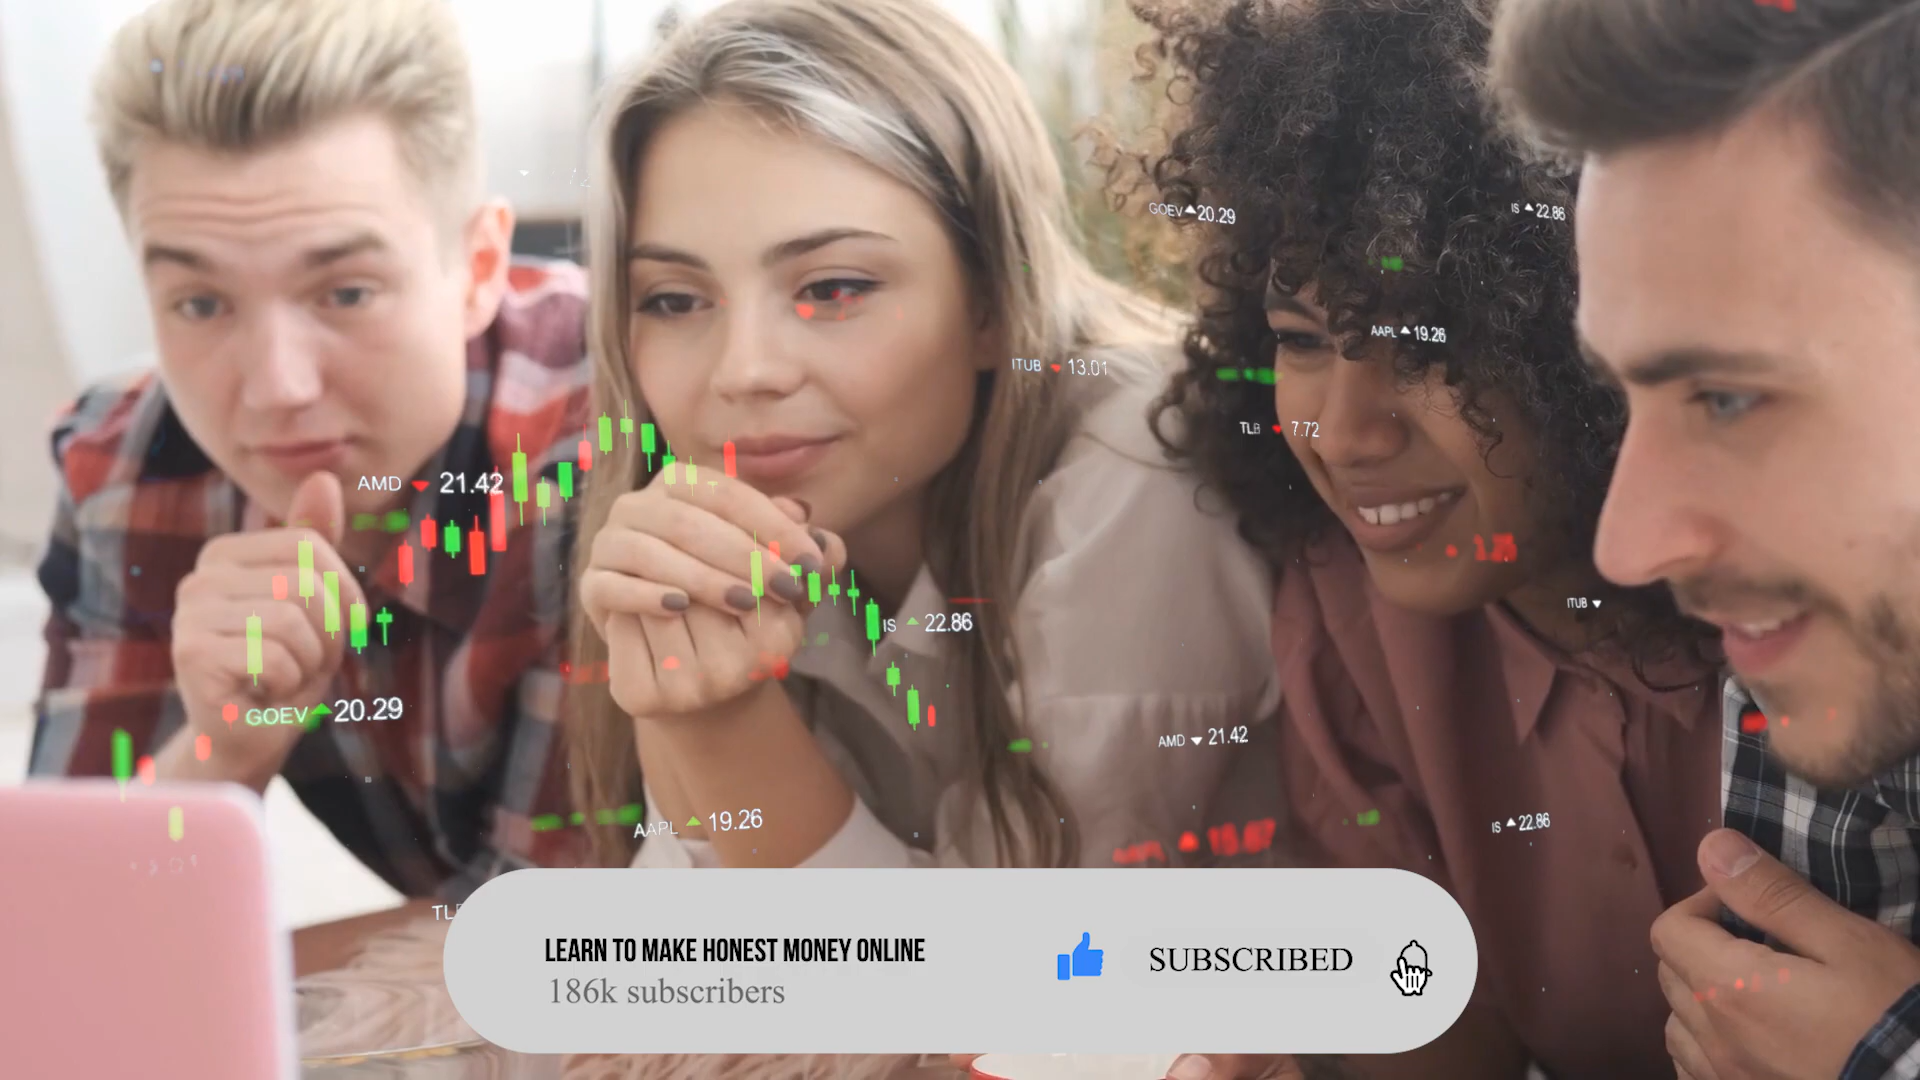 GOEV▲20.29
IS ▲ 22.86
AAPL ▲ 19.26
ITUB ▼ 13.01
TLB ▼ 7.72
AMD ▼ 21.42
1.25
ITUB ▼
IS ▲ 22.86
GOEV▲20.29
AMD ▼ 21.42
AAPL ▲ 19.26
IS ▲ 22.86
LEARN TO MAKE HONEST MONEY ONLINE
186k subscribers
SUBSCRIBED